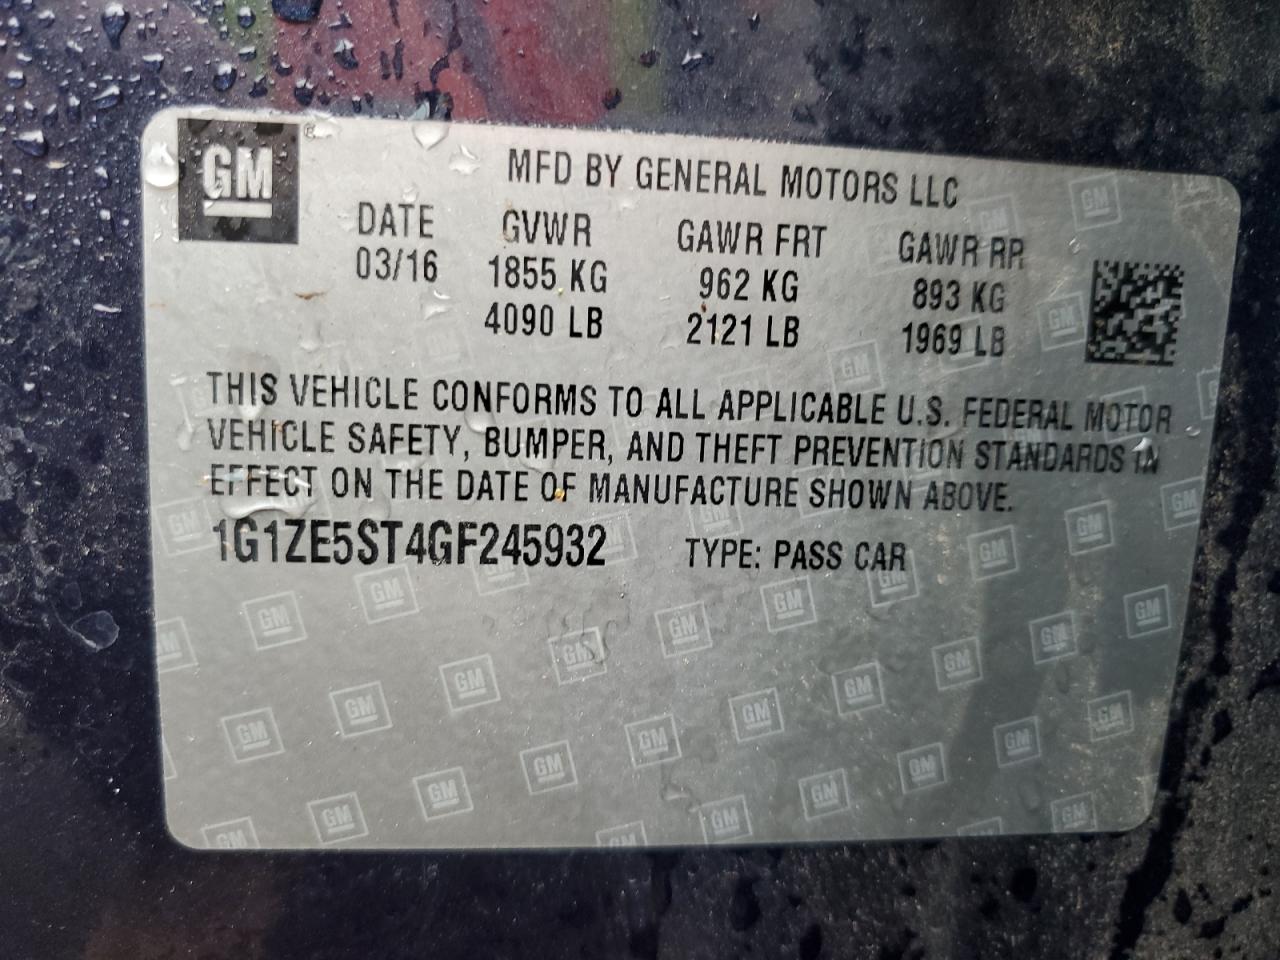 GM ®
MFD BY GENERAL MOTORS LLC
DATE GVWR GAWR FRT GAWR RR
03/16 1855 KG 962 KG 893 KG
4090 LB 2121 LB 1969 LB
THIS VEHICLE CONFORMS TO ALL APPLICABLE U.S. FEDERAL MOTOR
VEHICLE SAFETY, BUMPER, AND THEFT PREVENTION STANDARDS IN
EFFECT ON THE DATE OF MANUFACTURE SHOWN ABOVE.
1G1ZE5ST4GF245932 TYPE: PASS CAR